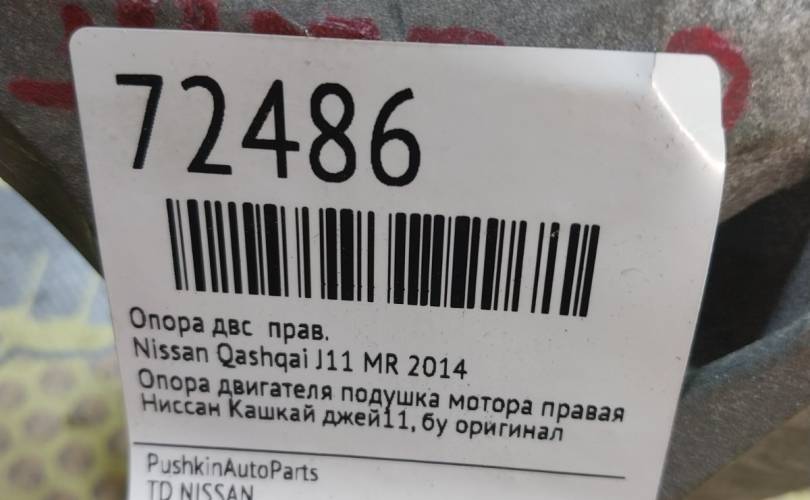 72486
Опора двс прав.
Nissan Qashqai J11 MR 2014
Опора двигателя подушка мотора правая
Ниссан Кашкай джей11, бу оригинал
PushkinAutoParts
TD NISSAN